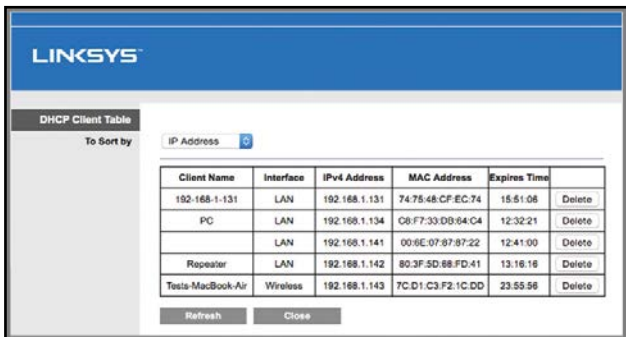 LINKSYS™
DHCP Client Table
To Sort by IP Address
Client Name Interface IPv4 Address MAC Address Expires Time
192-168-1-131 LAN 192.168.1.131 74:75:48:CF:EC:74 15:51:06 Delete
PC LAN 192.168.1.134 C8:F7:33:DB:64:C4 12:32:21 Delete
LAN 192.168.1.141 00:6E:07:87:87:22 12:41:00 Delete
Repeater LAN 192.168.1.142 80:3F:5D:68:FD:41 13:16:16 Delete
Tests-MacBook-Air Wireless 192.168.1.143 7C:D1:C3:F2:1C:DD 23:55:56 Delete
Refresh Close